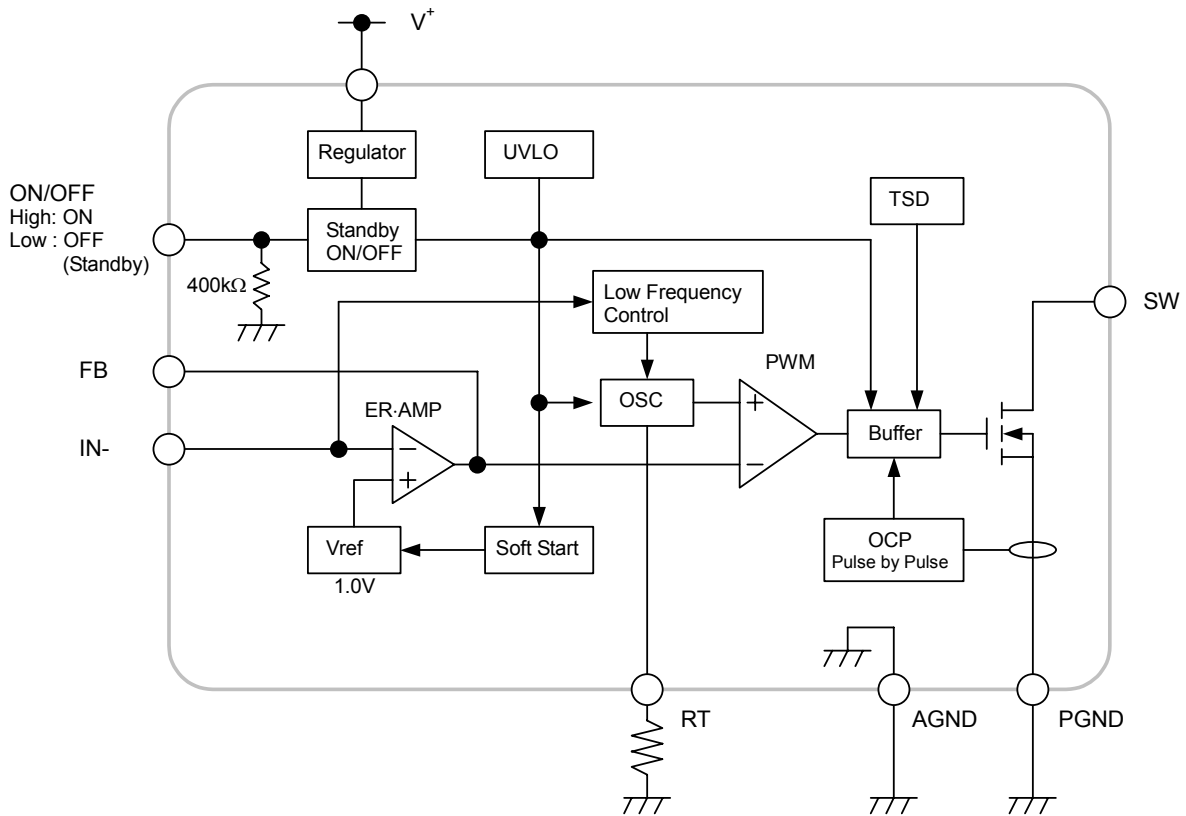 V+
Regulator
UVLO
ON/OFF
High: ON
Low : OFF
(Standby)
Standby
ON/OFF
TSD
400kΩ
Low Frequency
Control
SW
FB
PWM
OSC
ER·AMP
+
Buffer
IN-
−
+
−
Vref
Soft Start
OCP
Pulse by Pulse
1.0V
RT
AGND
PGND